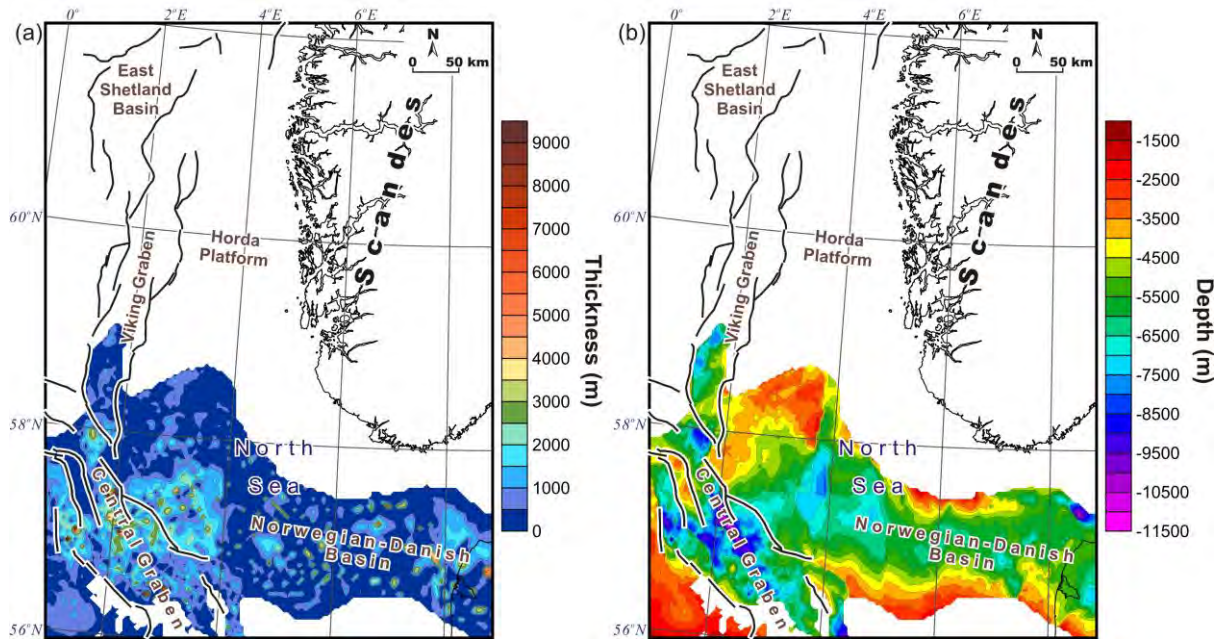 (a)
0°
2°E
4°E
6°E
N
0 50 km
East
Shetland
Basin
Scandes
60°N
Viking Graben
Horda
Platform
58°N
North
Sea
Central Graben
Norwegian-Danish
Basin
56°N
9000
8000
7000
6000
5000
4000
3000
2000
1000
0
Thickness (m)
(b)
0°
2°E
4°E
6°E
N
0 50 km
East
Shetland
Basin
Scandes
60°N
Viking Graben
Horda
Platform
58°N
North
Sea
Central Graben
Norwegian-Danish
Basin
56°N
-1500
-2500
-3500
-4500
-5500
-6500
-7500
-8500
-9500
-10500
-11500
Depth (m)